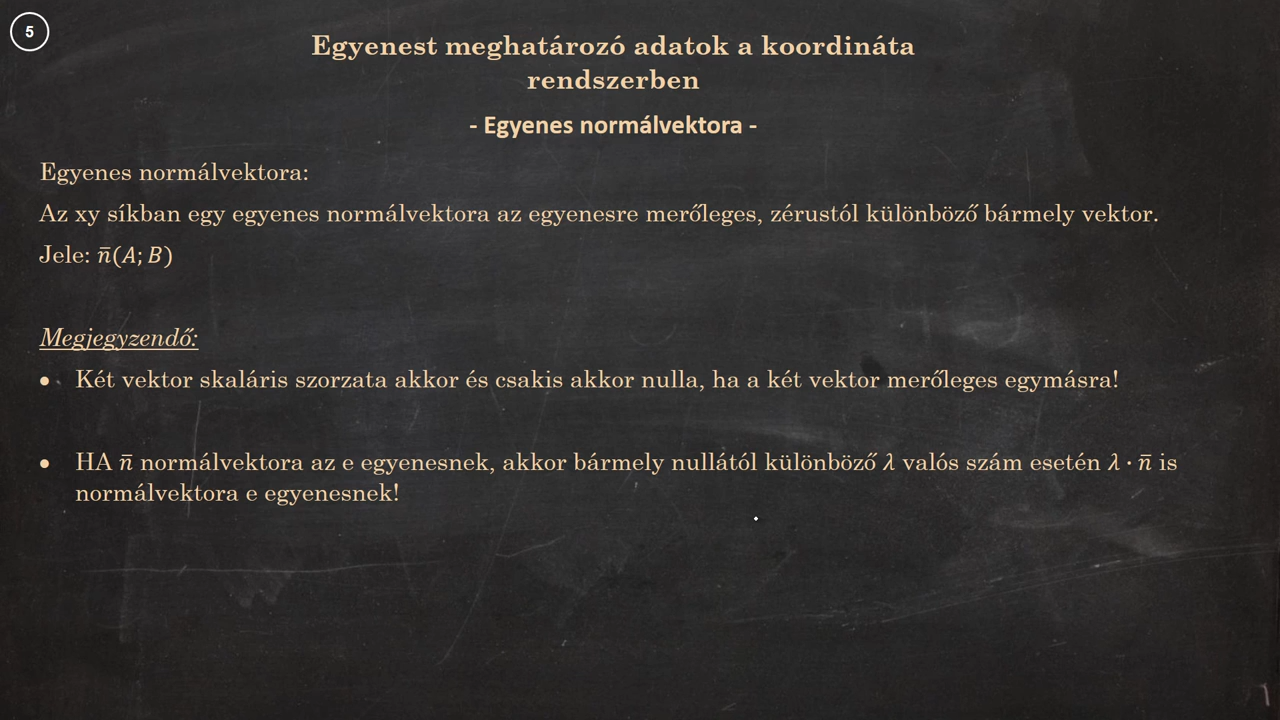 5
Egyenest meghatározó adatok a koordináta
rendszerben
- Egyenes normálvektora -
Egyenes normálvektora:
Az xy síkban egy egyenes normálvektora az egyenesre merőleges, zérustól különböző bármely vektor.
Jele: n̄(A; B)
Megjegyzendő:
• Két vektor skaláris szorzata akkor és csakis akkor nulla, ha a két vektor merőleges egymásra!
• HA n̄ normálvektora az e egyenesnek, akkor bármely nullától különböző λ valós szám esetén λ · n̄ is
normálvektora e egyenesnek!